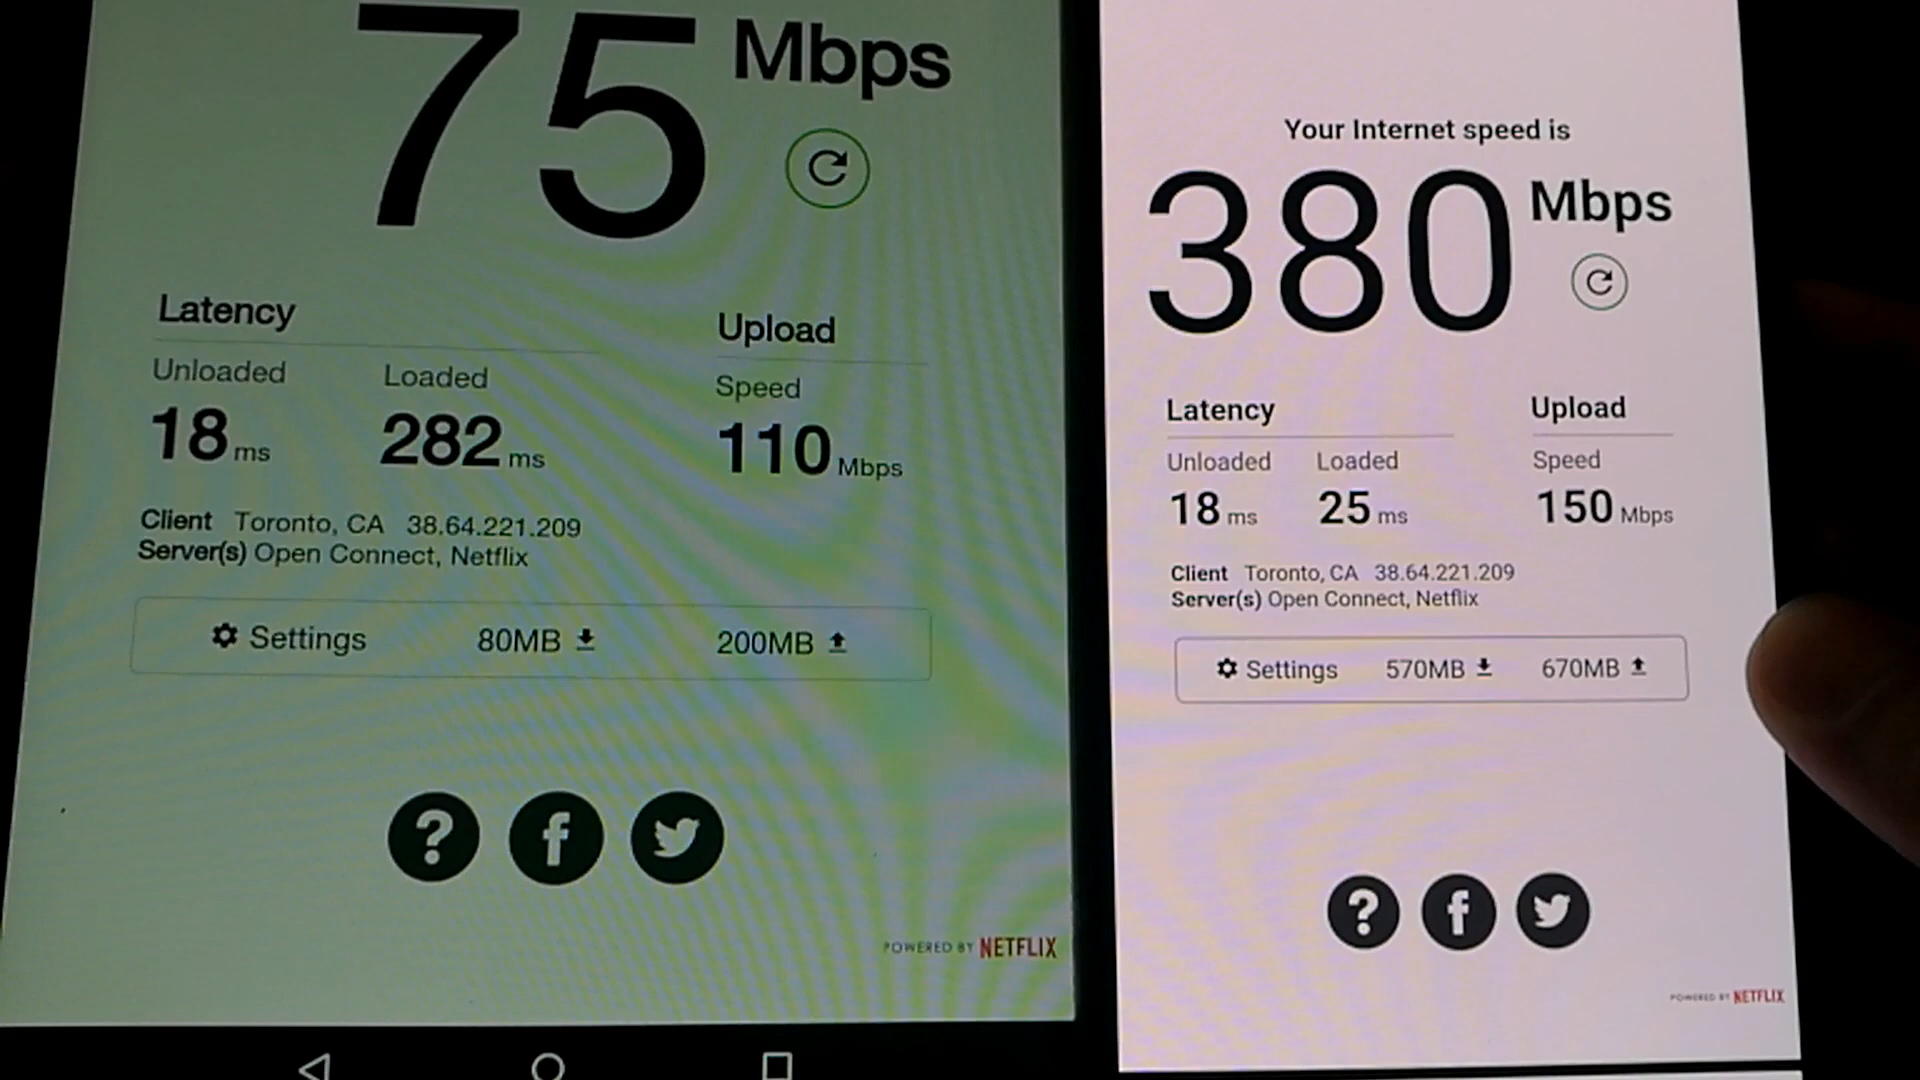 75 Mbps
Latency
Upload
Unloaded Loaded
Speed
18 ms 282 ms
110 Mbps
Client Toronto, CA 38.64.221.209
Server(s) Open Connect, Netflix
Settings 80MB 200MB
f
POWERED BY NETFLIX
Your Internet speed is
380 Mbps
Latency Upload
Unloaded Loaded Speed
18 ms 25 ms 150 Mbps
Client Toronto, CA 38.64.221.209
Server(s) Open Connect, Netflix
Settings 570MB 670MB
f
POWERED BY NETFLIX